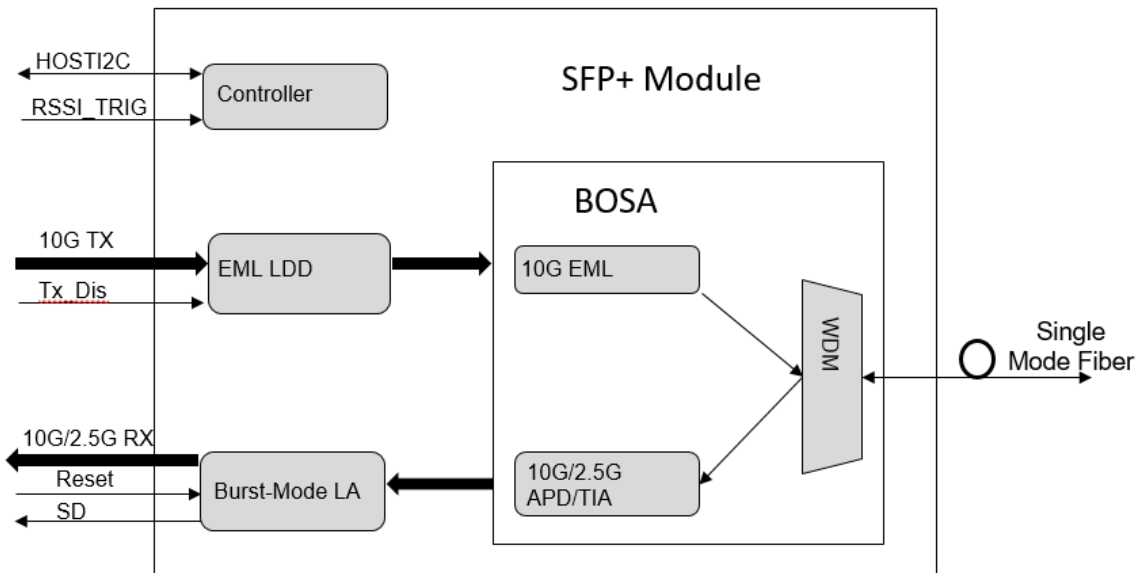 HOSTI2C
Controller
RSSI_TRIG
SFP+ Module
BOSA
10G TX
EML LDD
Tx_Dis
10G EML
WDM
Single
Mode Fiber
10G/2.5G RX
Reset
SD
Burst-Mode LA
10G/2.5G
APD/TIA